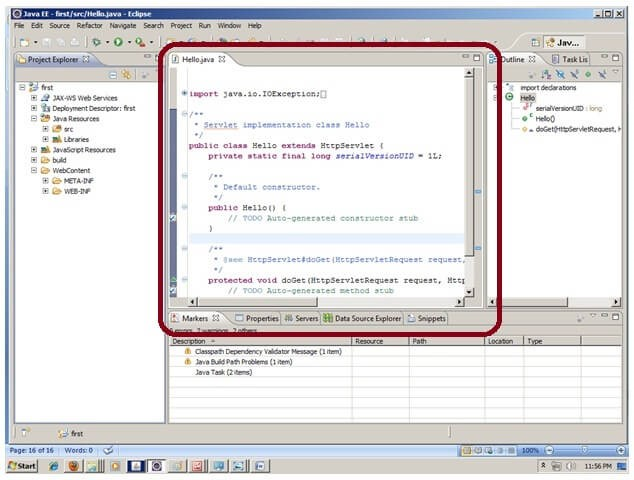 Java EE - first/src/Hello.java - Eclipse
File Edit Source Refactor Navigate Search Project Run Window Help
Java...
Project Explorer
first
JAX-WS Web Services
Deployment Descriptor: first
Java Resources
src
Libraries
JavaScript Resources
build
WebContent
META-INF
WEB-INF
Hello.java
import java.io.IOException;
/**
* Servlet implementation class Hello
*/
public class Hello extends HttpServlet {
private static final long serialVersionUID = 1L;
/**
* Default constructor.
*/
public Hello() {
// TODO Auto-generated constructor stub
}
/**
* @see HttpServlet#doGet(HttpServletRequest request,
*/
protected void doGet(HttpServletRequest request, Http
// TODO Auto-generated method stub
Outline Task Lis
import declarations
Hello
serialVersionUID : long
Hello()
doGet(HttpServletRequest, H
Markers Properties Servers Data Source Explorer Snippets
0 errors, 2 warnings, 2 others
Description Resource Path Location Type
Classpath Dependency Validator Message (1 item)
Java Build Path Problems (1 item)
Java Task (2 items)
first
Page: 16 of 16 Words: 0 100%
Start 11:56 PM